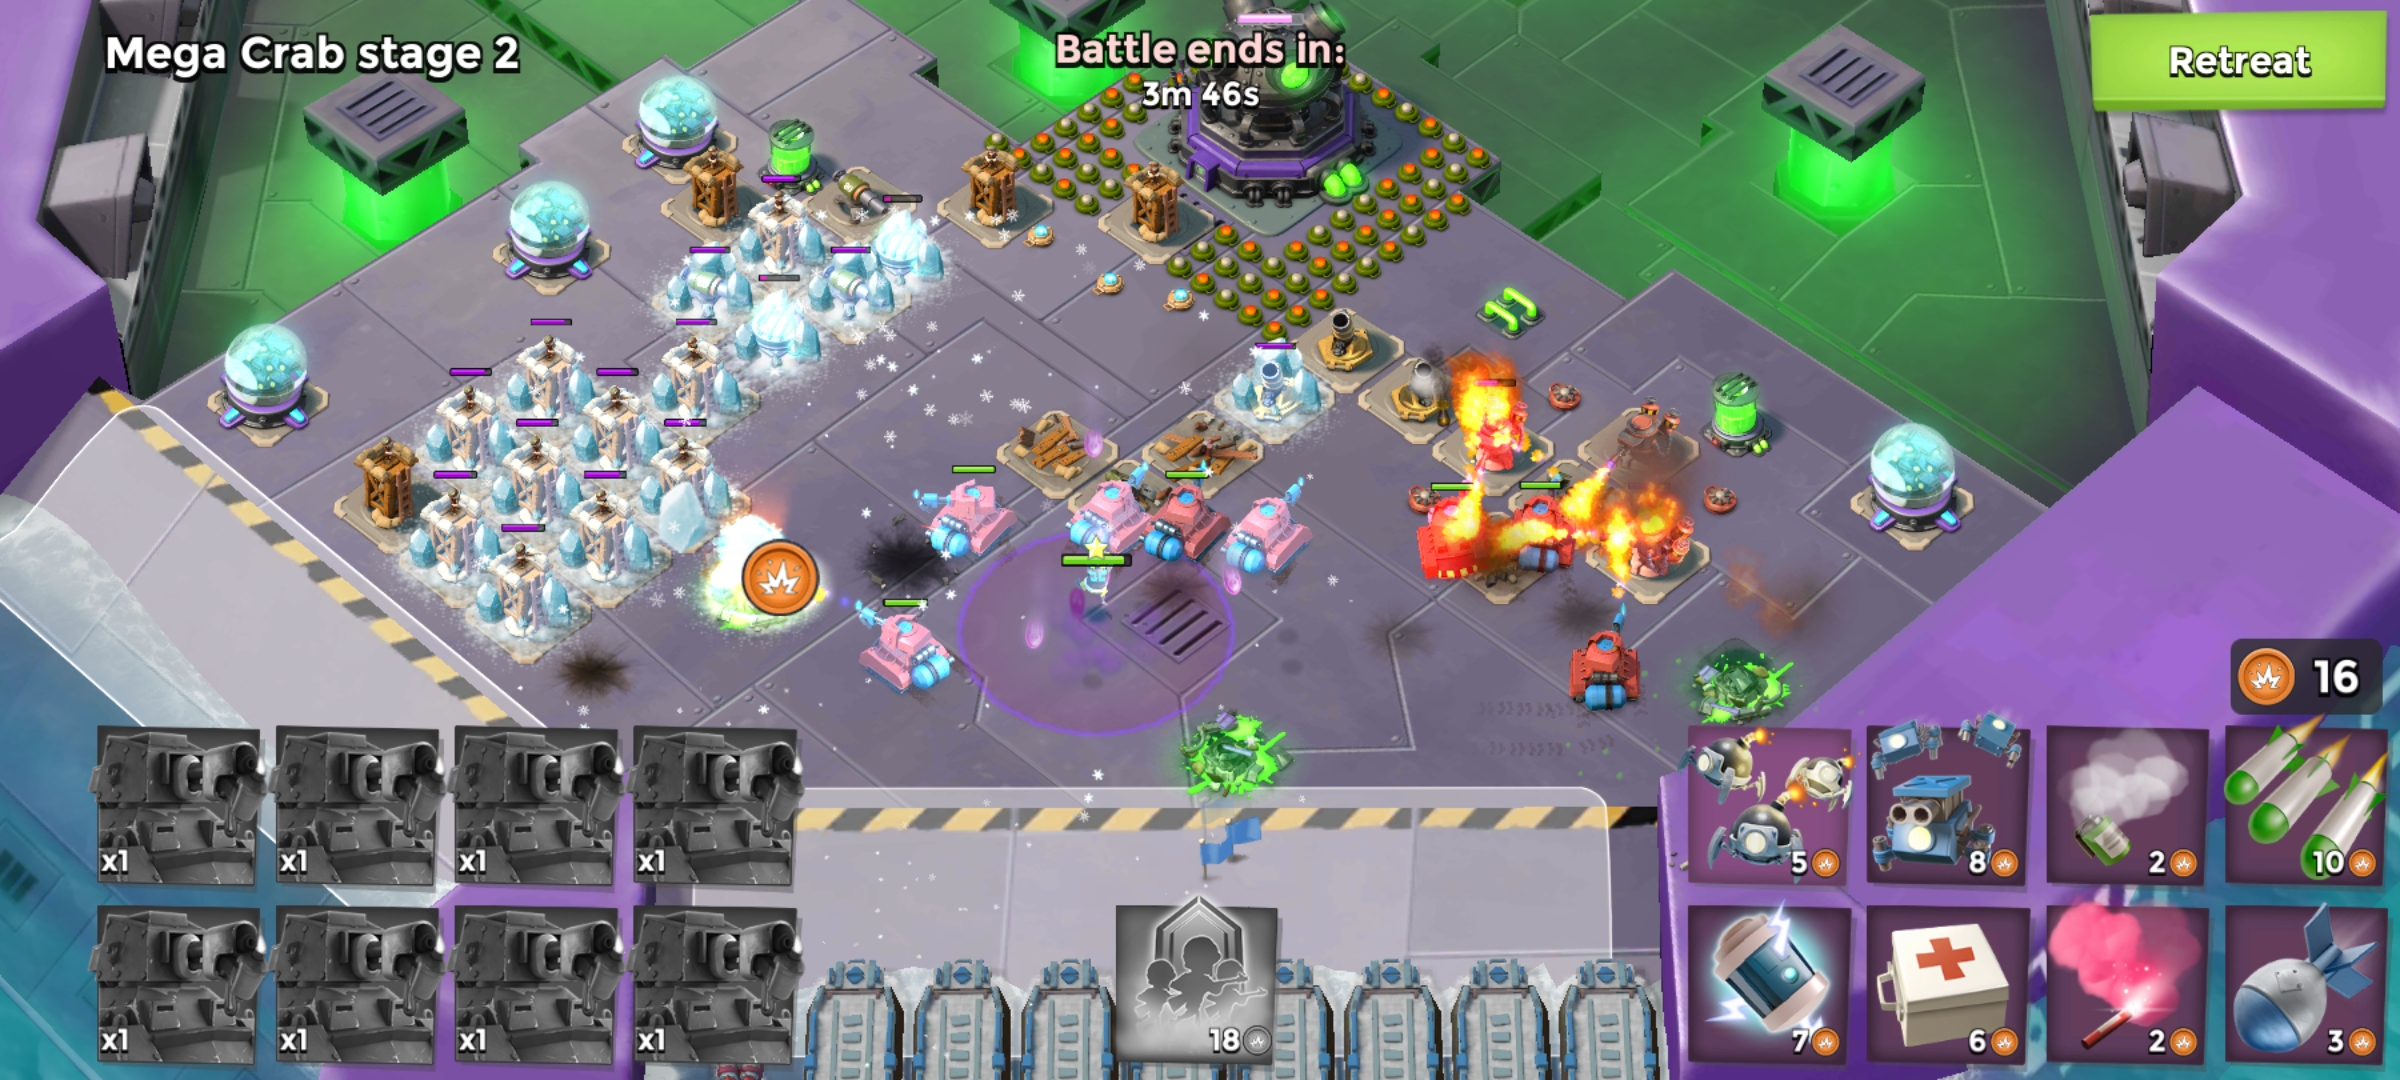 Mega Crab stage 2
Battle ends in:
3m 46s
Retreat
16
x1
x1
x1
x1
5
8
2
10
x1
x1
x1
x1
18
7
6
2
3